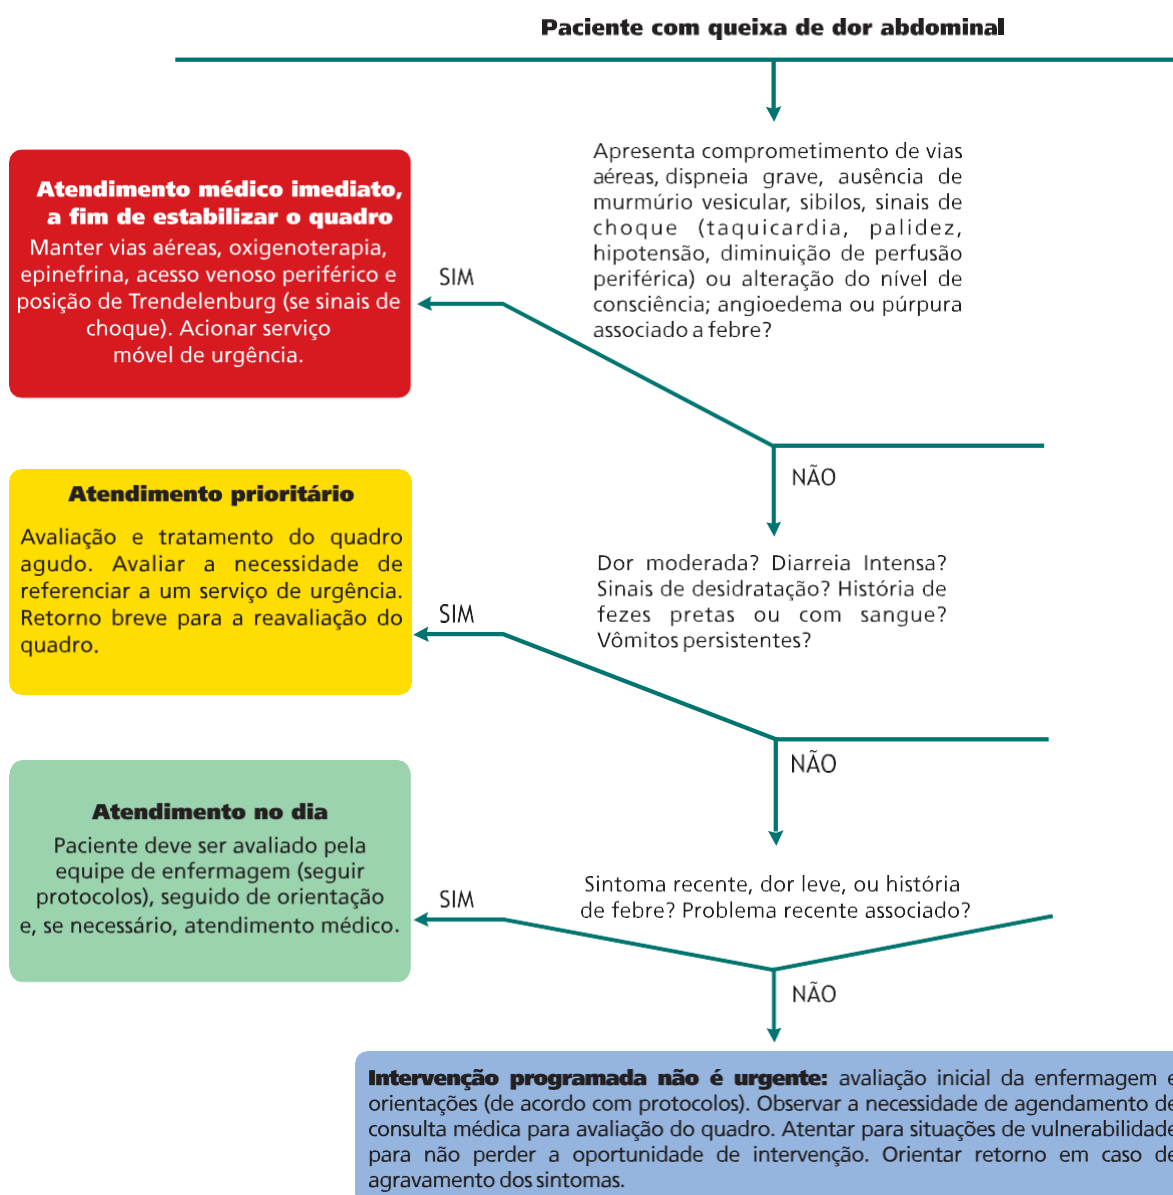 Paciente com queixa de dor abdominal
Apresenta comprometimento de vias
aéreas, dispneia grave, ausência de
murmúrio vesicular, sibilos, sinais de
choque (taquicardia, palidez,
hipotensão, diminuição de perfusão
periférica) ou alteração do nível de
consciência; angioedema ou púrpura
associado a febre?
SIM
Atendimento médico imediato,
a fim de estabilizar o quadro
Manter vias aéreas, oxigenoterapia,
epinefrina, acesso venoso periférico e
posição de Trendelenburg (se sinais de
choque). Acionar serviço
móvel de urgência.
NÃO
Dor moderada? Diarreia Intensa?
Sinais de desidratação? História de
fezes pretas ou com sangue?
Vômitos persistentes?
SIM
Atendimento prioritário
Avaliação e tratamento do quadro
agudo. Avaliar a necessidade de
referenciar a um serviço de urgência.
Retorno breve para a reavaliação do
quadro.
NÃO
Sintoma recente, dor leve, ou história
de febre? Problema recente associado?
SIM
Atendimento no dia
Paciente deve ser avaliado pela
equipe de enfermagem (seguir
protocolos), seguido de orientação
e, se necessário, atendimento médico.
NÃO
Intervenção programada não é urgente: avaliação inicial da enfermagem e
orientações (de acordo com protocolos). Observar a necessidade de agendamento de
consulta médica para avaliação do quadro. Atentar para situações de vulnerabilidade
para não perder a oportunidade de intervenção. Orientar retorno em caso de
agravamento dos sintomas.